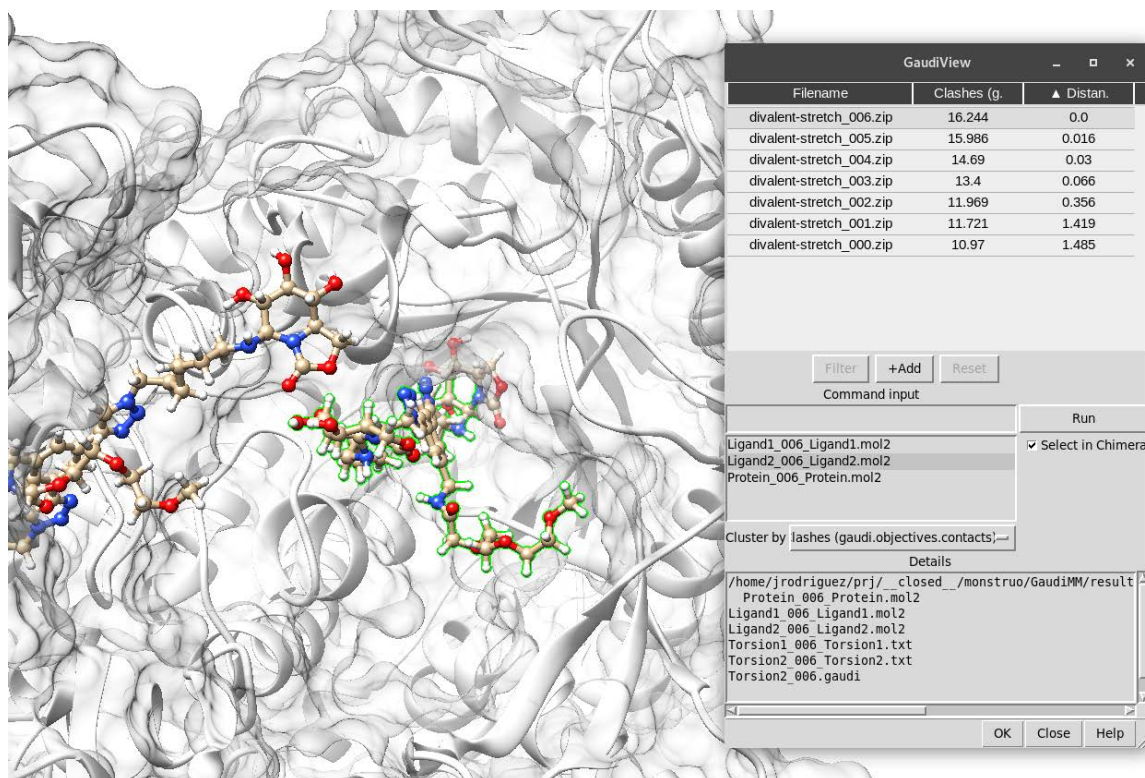 GaudiView
Filename Clashes (g. ▲ Distan.
divalent-stretch_006.zip 16.244 0.0
divalent-stretch_005.zip 15.986 0.016
divalent-stretch_004.zip 14.69 0.03
divalent-stretch_003.zip 13.4 0.066
divalent-stretch_002.zip 11.969 0.356
divalent-stretch_001.zip 11.721 1.419
divalent-stretch_000.zip 10.97 1.485
Filter +Add Reset
Command input
Run
Ligand1_006_Ligand1.mol2
Ligand2_006_Ligand2.mol2
Protein_006_Protein.mol2
Select in Chimera
Cluster by lashes (gaudi.objectives.contacts)
Details
/home/jrodriguez/prj/__closed__/monstruo/GaudiMM/result
Protein_006_Protein.mol2
Ligand1_006_Ligand1.mol2
Ligand2_006_Ligand2.mol2
Torsion1_006_Torsion1.txt
Torsion2_006_Torsion2.txt
Torsion2_006.gaudi
OK Close Help